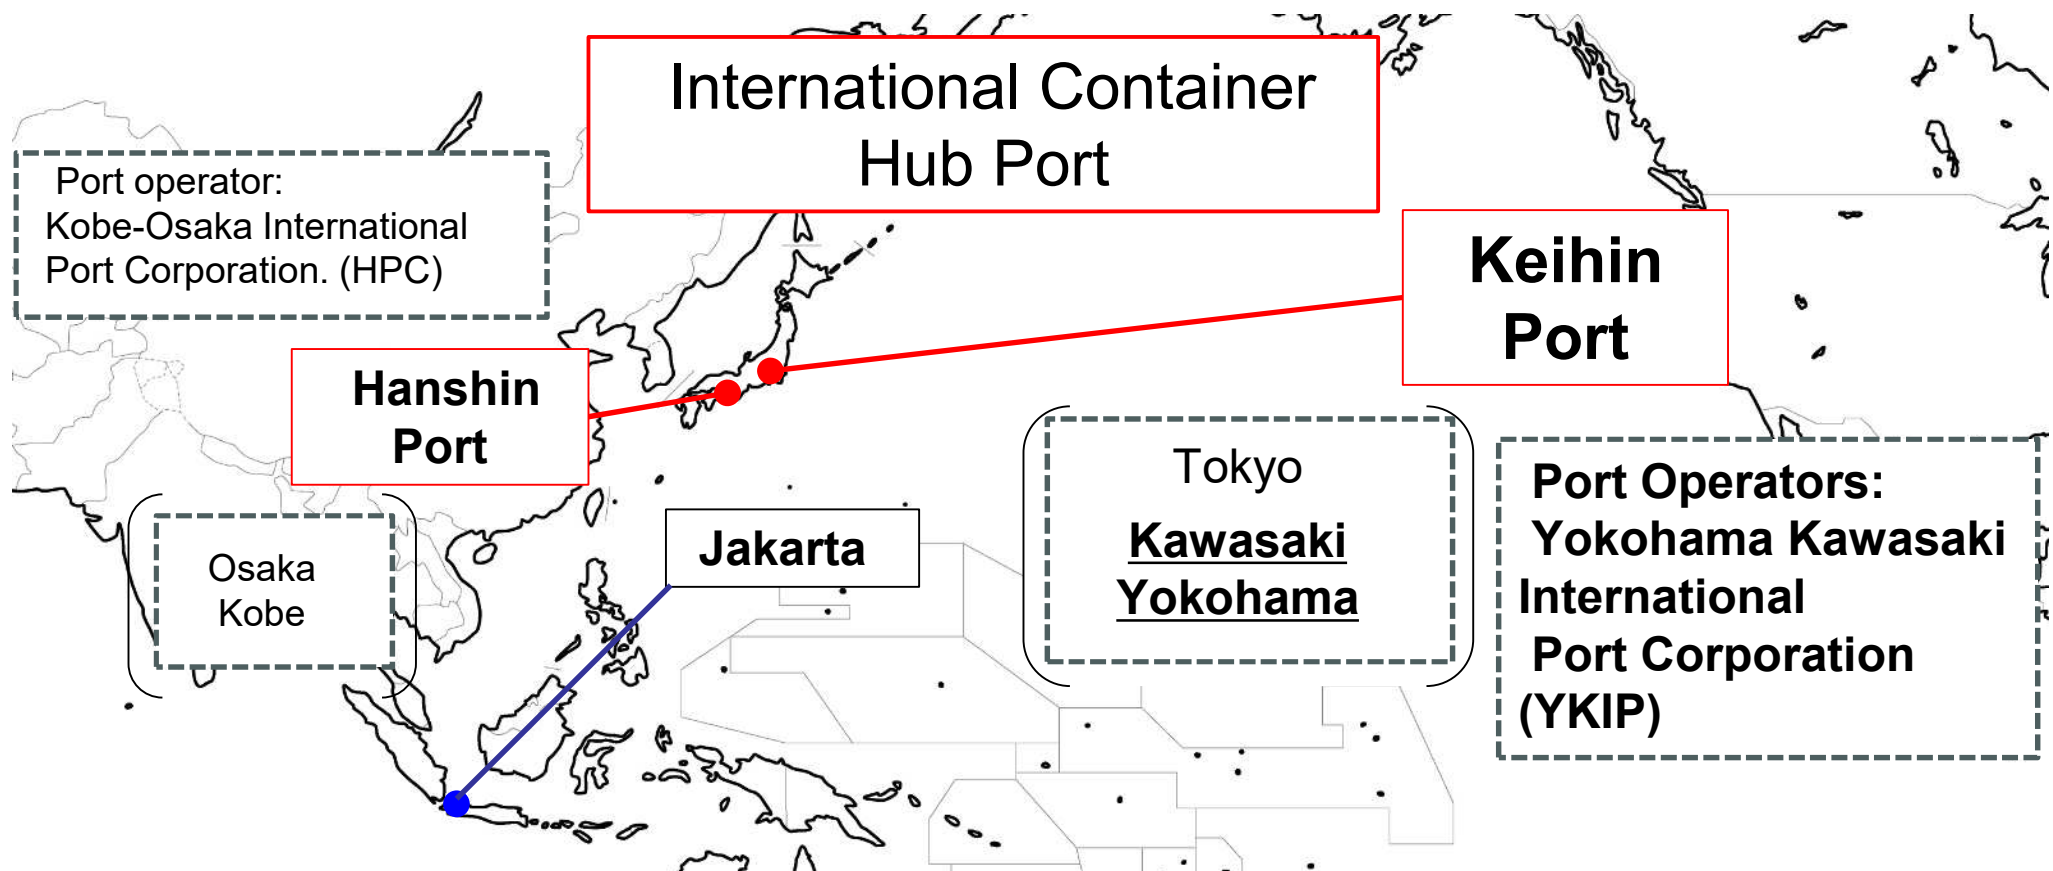 International Container
Hub Port
Port operator:
Kobe-Osaka International
Port Corporation. (HPC)
Keihin
Port
Hanshin
Port
Osaka
Kobe
Jakarta
Tokyo
Kawasaki
Yokohama
Port Operators:
Yokohama Kawasaki
International
Port Corporation
(YKIP)